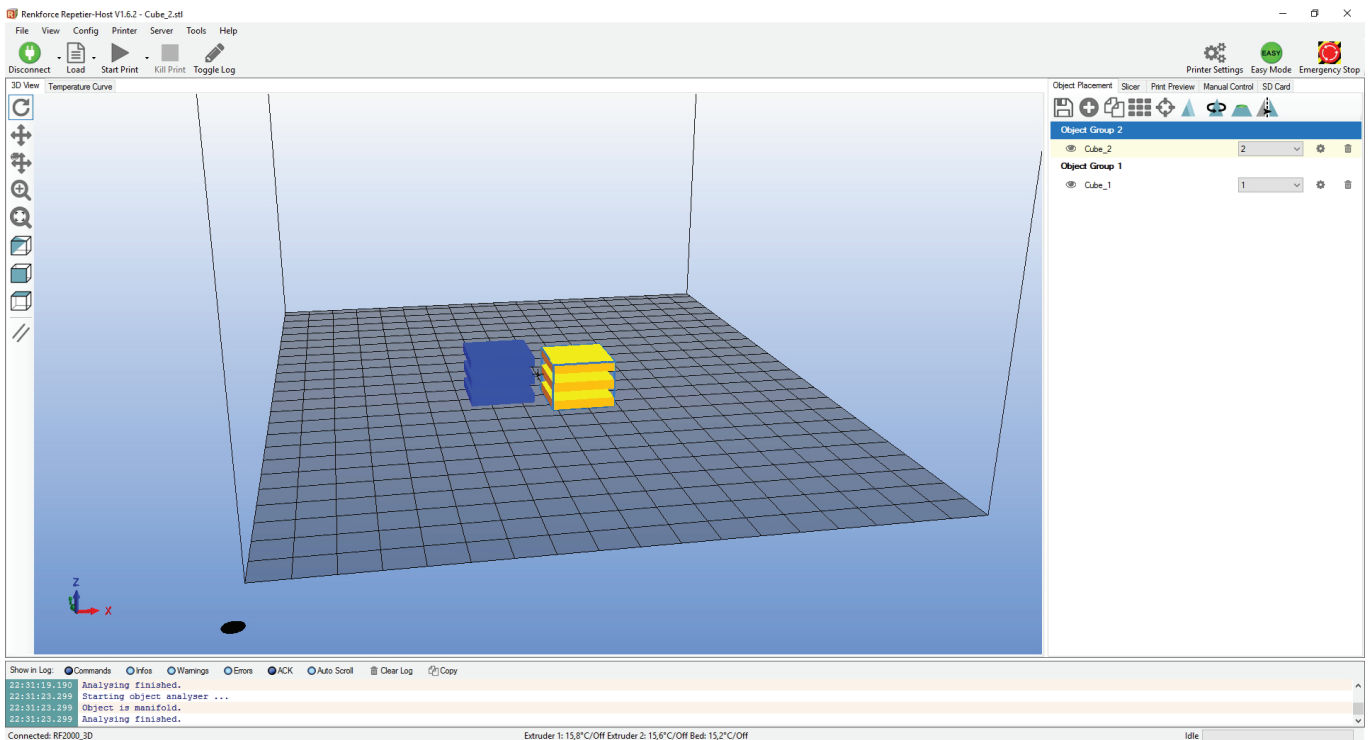 Renkforce Repetier-Host V1.6.2 - Cube_2.stl
File View Config Printer Server Tools Help
Disconnect Load Start Print Kill Print Toggle Log Printer Settings Easy Mode Emergency Stop
EASY
3D View Temperature Curve
Object Placement Slicer Print Preview Manual Control SD Card
Object Group 2
Cube_2 2
Object Group 1
Cube_1 1
Z
X
Show in Log: Commands Infos Warnings Errors ACK Auto Scroll Clear Log Copy
22:31:19.190 Analysing finished.
22:31:23.299 Starting object analyser ...
22:31:23.299 Object is manifold.
22:31:23.299 Analysing finished.
Connected: RF2000_3D Extruder 1: 15,8°C/Off Extruder 2: 15,6°C/Off Bed: 15,2°C/Off Idle